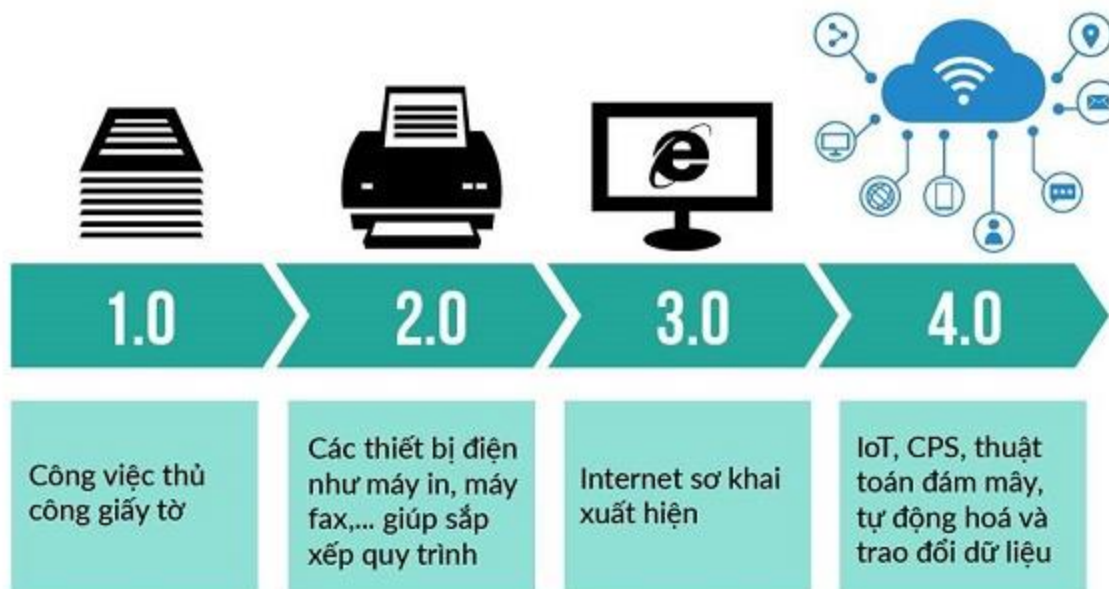 1.0
2.0
3.0
4.0
Công việc thủ
công giấy tờ
Các thiết bị điện
như máy in, máy
fax,... giúp sắp
xếp quy trình
Internet sơ khai
xuất hiện
IoT, CPS, thuật
toán đám mây,
tự động hoá và
trao đổi dữ liệu